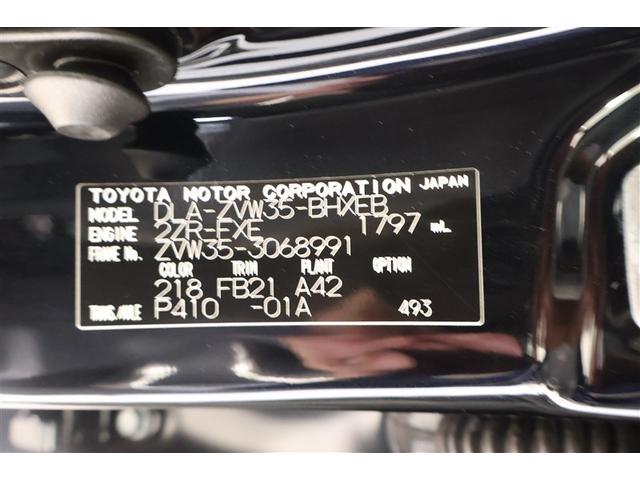 TOYOTA MOTOR CORPORATION JAPAN
MODEL DLA-ZVW35-BHXEB
ENGINE 2ZR-FXE 1797 mL
FRAME No. ZVW35-3068991
COLOR TRIM PLANT OPTION
218 FB21 A42
TRANS/AXLE P410 -01A 493